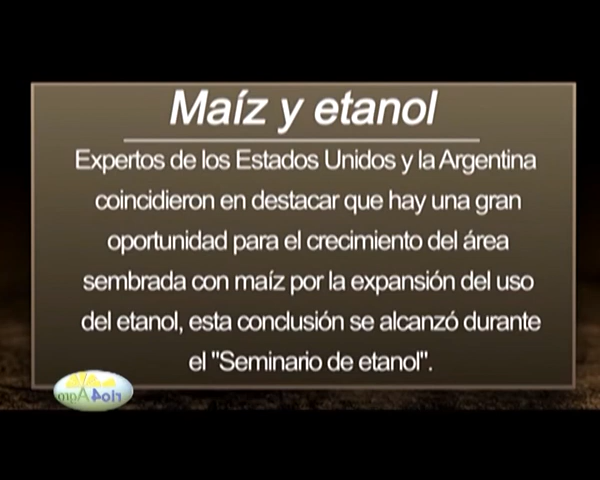 Maíz y etanol
Expertos de los Estados Unidos y la Argentina
coincidieron en destacar que hay una gran
oportunidad para el crecimiento del área
sembrada con maíz por la expansión del uso
del etanol, esta conclusión se alcanzó durante
el "Seminario de etanol".